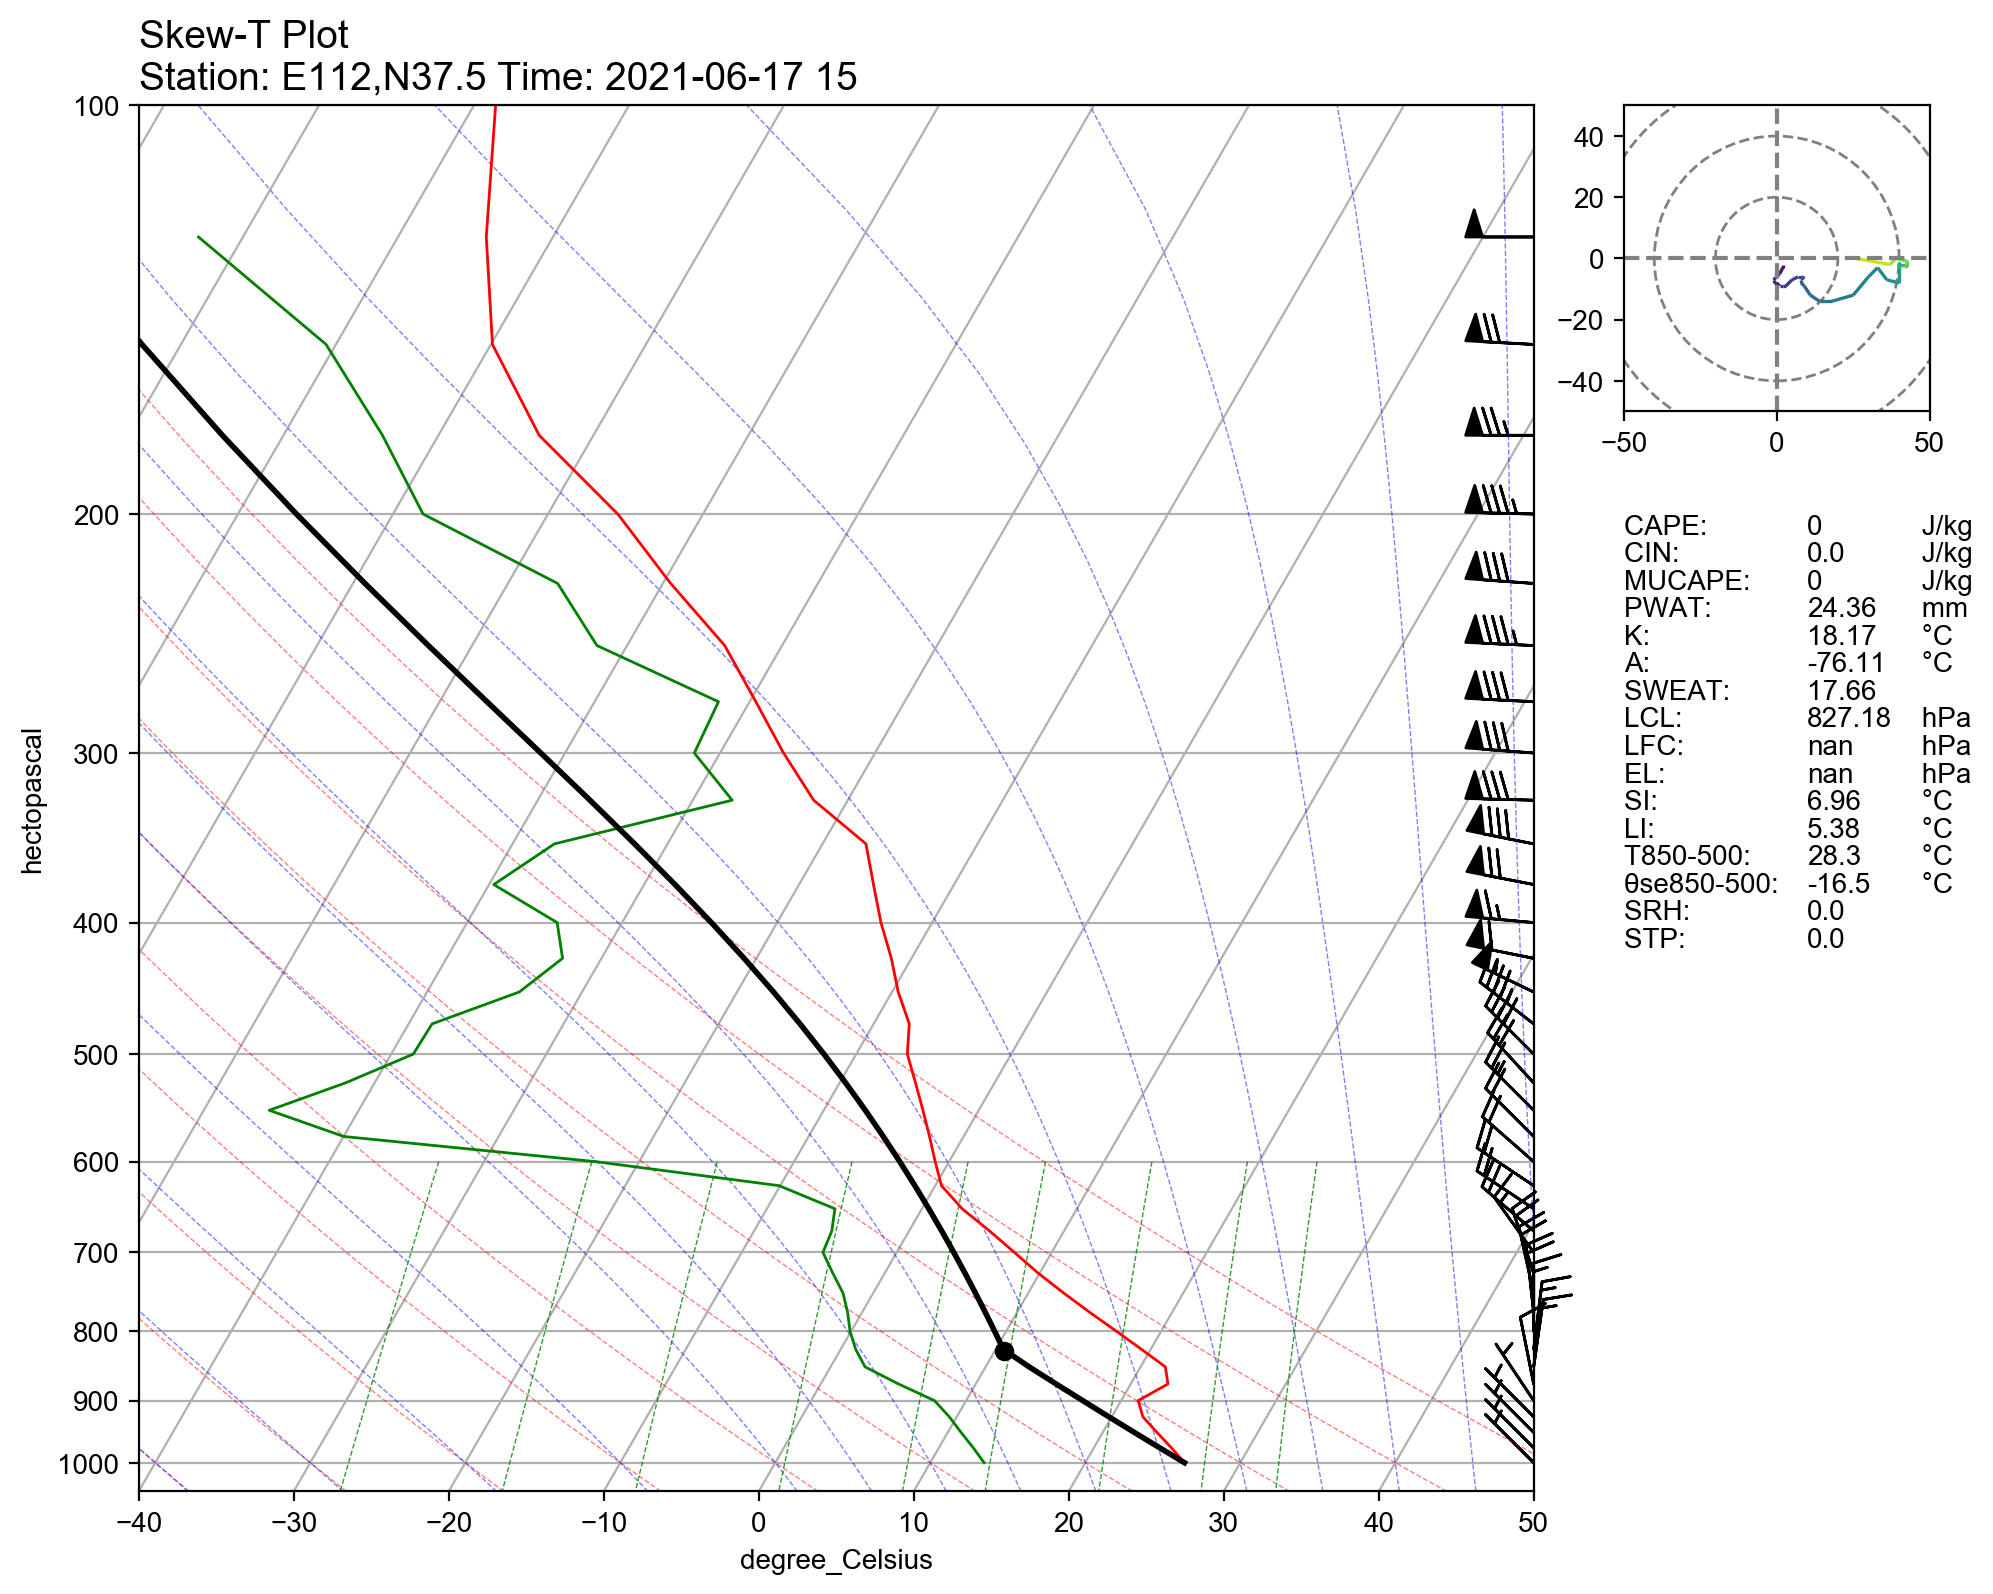 Skew-T Plot
Station: E112,N37.5 Time: 2021-06-17 15
100
200
300
400
500
600
700
800
900
1000
hectopascal
−40 −30 −20 −10 0 10 20 30 40 50
degree_Celsius
40
20
0
−20
−40
−50 0 50
CAPE: 0 J/kg
CIN: 0.0 J/kg
MUCAPE: 0 J/kg
PWAT: 24.36 mm
K: 18.17 °C
A: -76.11 °C
SWEAT: 17.66
LCL: 827.18 hPa
LFC: nan hPa
EL: nan hPa
SI: 6.96 °C
LI: 5.38 °C
T850-500: 28.3 °C
θse850-500: -16.5 °C
SRH: 0.0
STP: 0.0